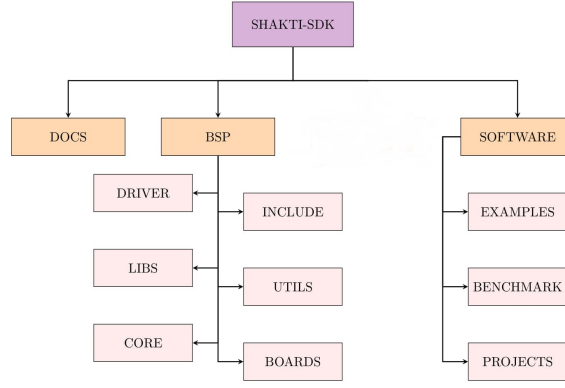 SHAKTI-SDK
DOCS
BSP
SOFTWARE
DRIVER
INCLUDE
EXAMPLES
LIBS
UTILS
BENCHMARK
CORE
BOARDS
PROJECTS